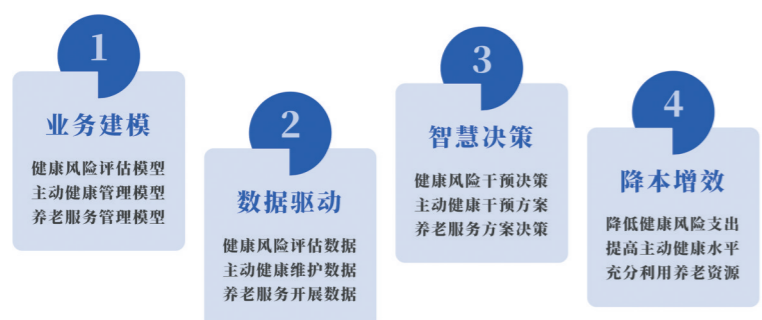 1
业务建模
健康风险评估模型
主动健康管理模型
养老服务管理模型
2
数据驱动
健康风险评估数据
主动健康维护数据
养老服务开展数据
3
智慧决策
健康风险干预决策
主动健康干预方案
养老服务方案决策
4
降本增效
降低健康风险支出
提高主动健康水平
充分利用养老资源